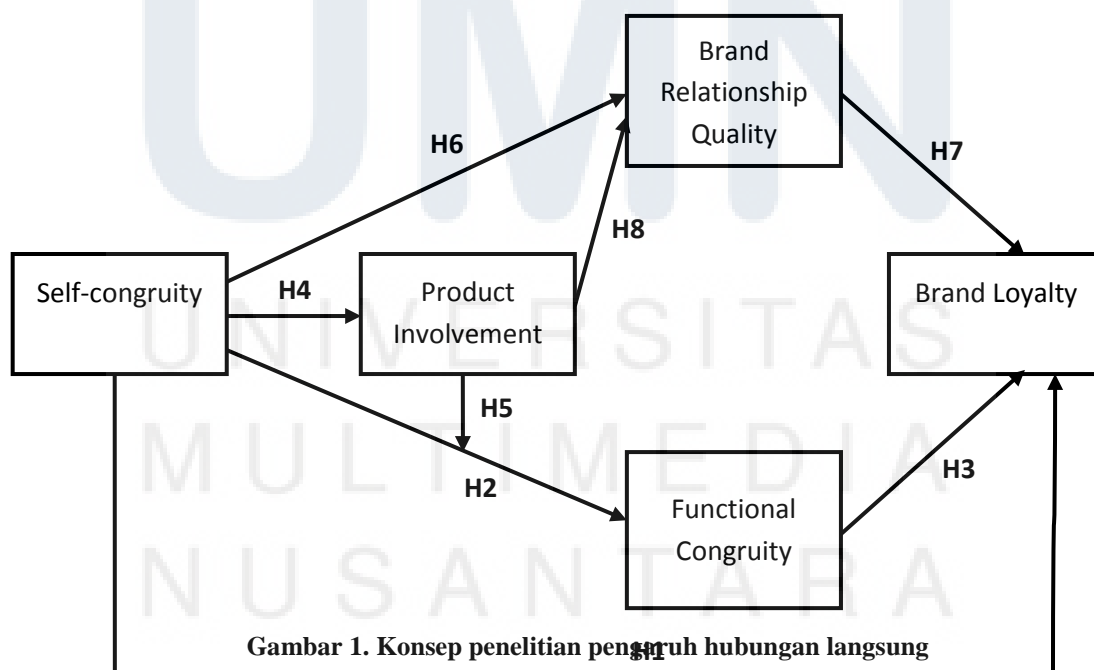 UMN
Brand
Relationship
Quality
H6
H7
H8
Self-congruity
H4
Product
Involvement
Brand Loyalty
UNIVERSITAS
H5
MULTIMEDIA
H2
H3
Functional
Congruity
NUSANTARA
Gambar 1. Konsep penelitian pengaruh hubungan langsung
H1